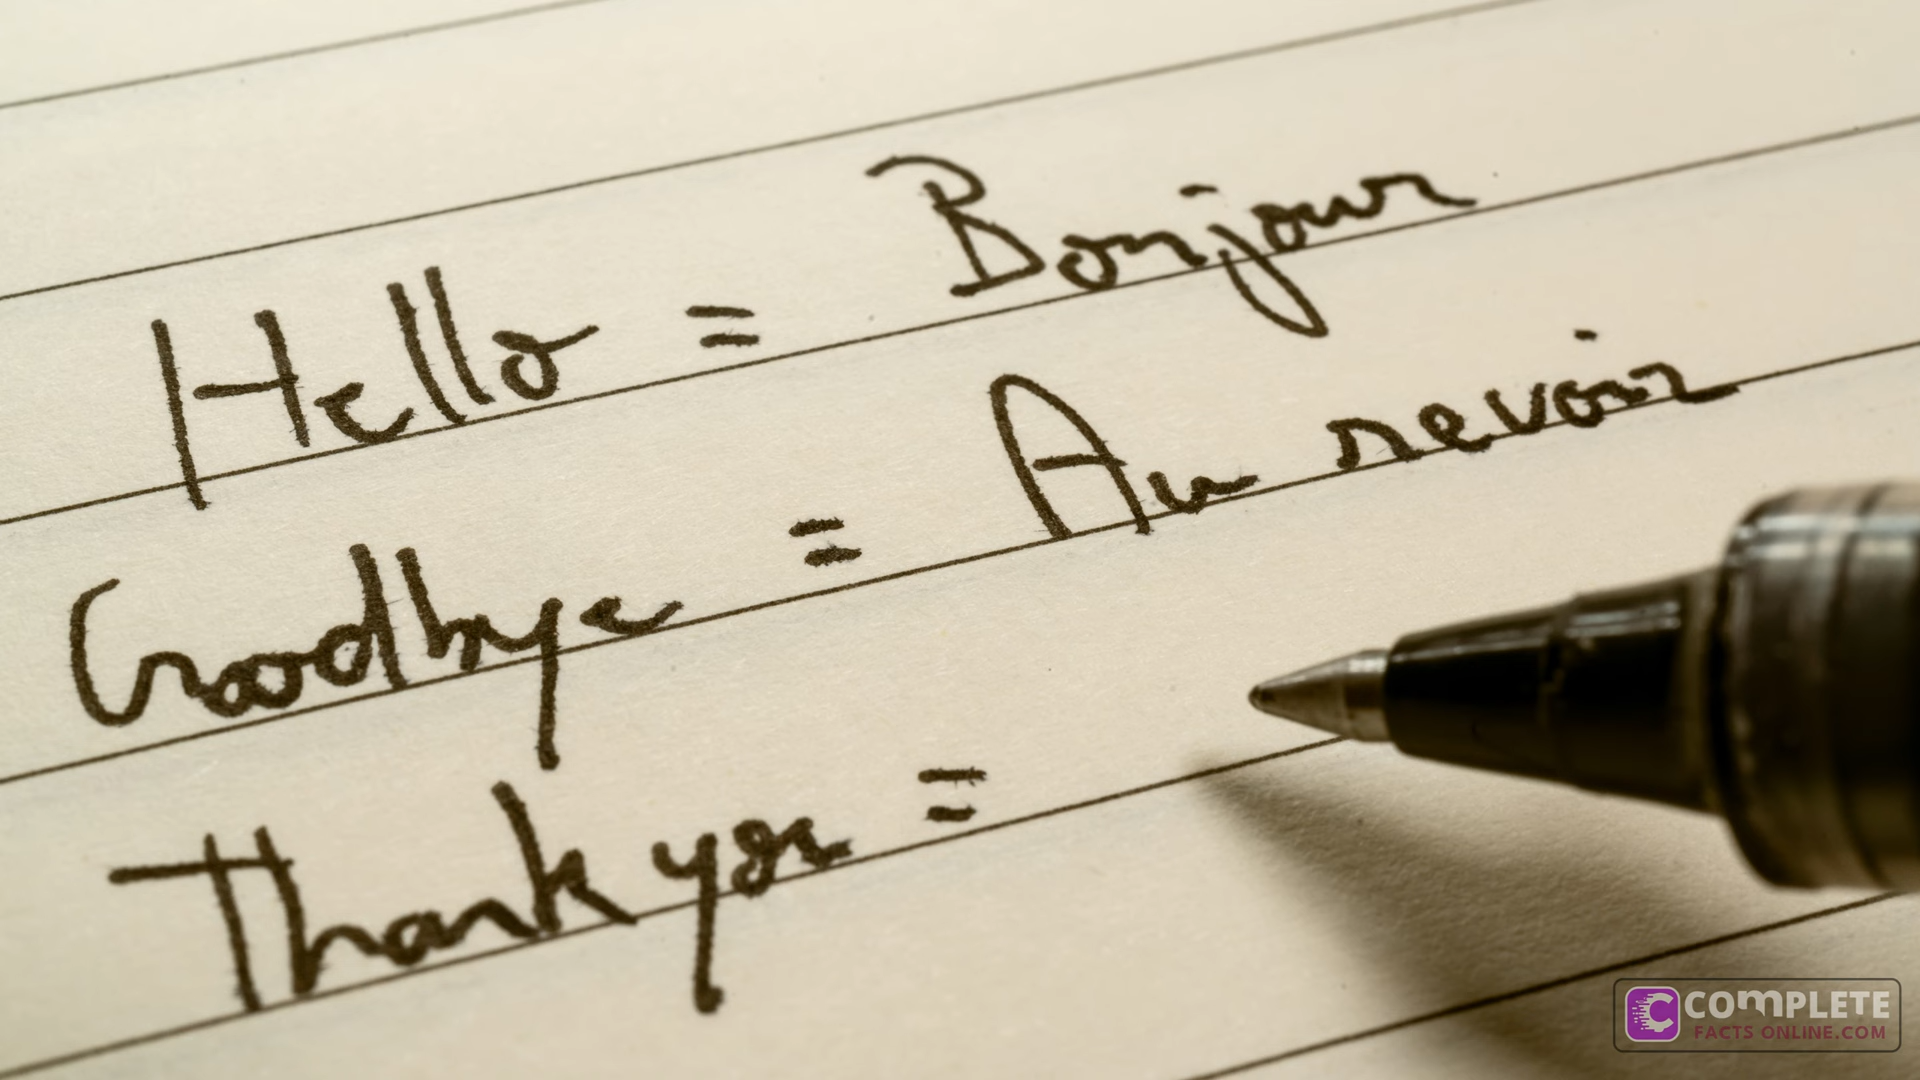 Hello = Bonjour
Goodbye = Au revoir
Thank you =
COMPLETE
FACTS ONLINE.COM